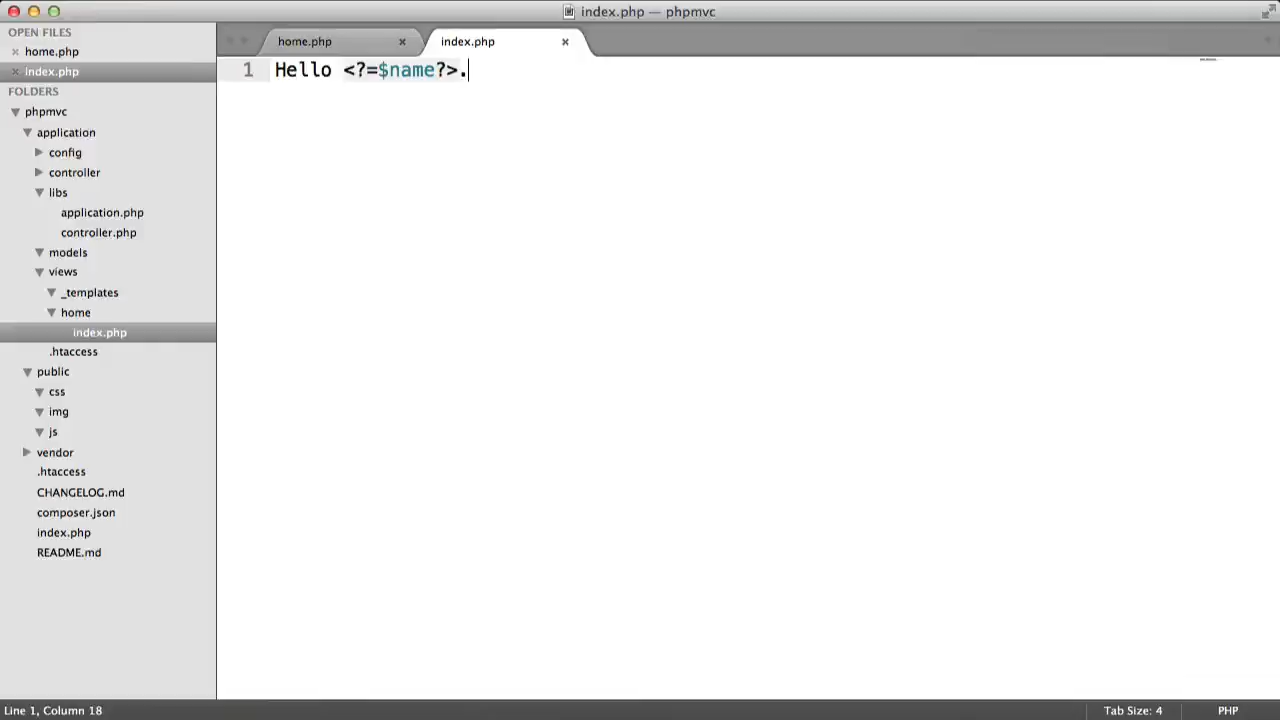 index.php — phpmvc
OPEN FILES
home.php
index.php
FOLDERS
phpmvc
application
config
controller
libs
application.php
controller.php
models
views
_templates
home
index.php
.htaccess
public
css
img
js
vendor
.htaccess
CHANGELOG.md
composer.json
index.php
README.md
home.php
index.php
1 Hello <?=$name?>.
Line 1, Column 18
Tab Size: 4
PHP